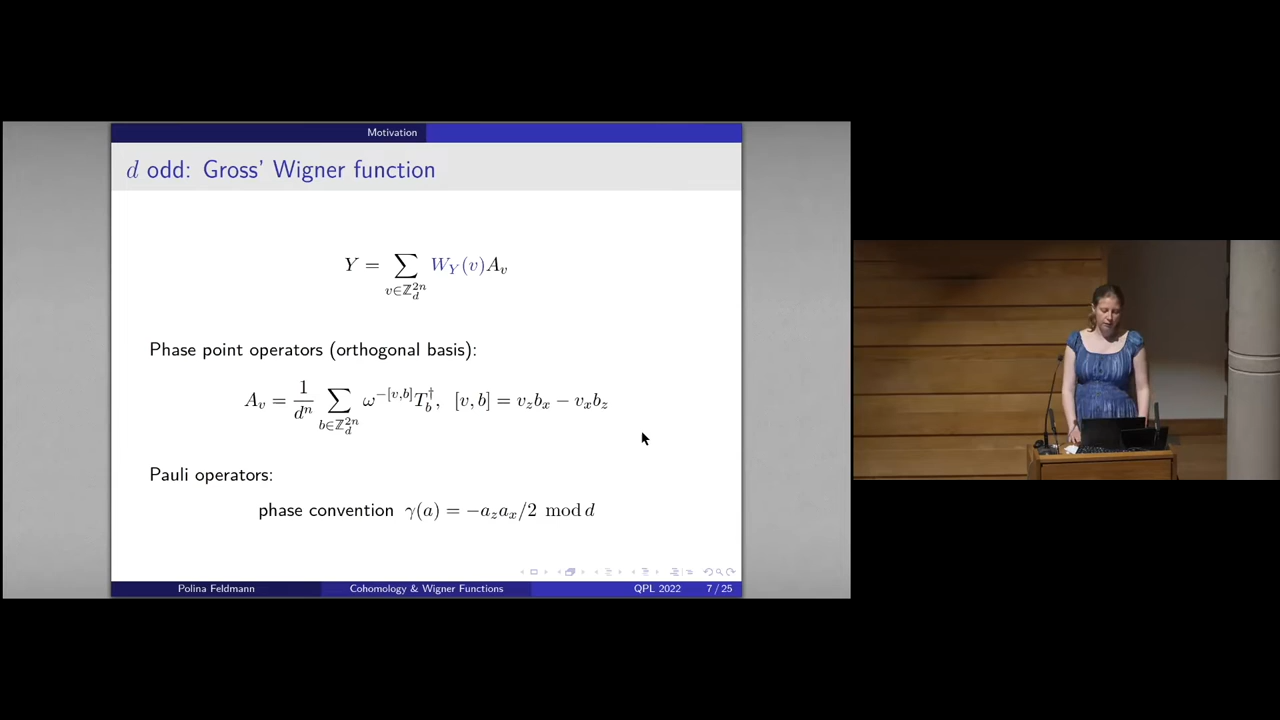 Motivation
d odd: Gross' Wigner function
Y = ∑_{v∈ℤ_d^{2n}} W_Y(v)A_v
Phase point operators (orthogonal basis):
A_v = \frac{1}{d^n} ∑_{b∈ℤ_d^{2n}} ω^{−[v,b]} T_b^†, [v, b] = v_z b_x − v_x b_z
Pauli operators:
phase convention γ(a) = −a_z a_x/2 mod d
Polina Feldmann Cohomology & Wigner Functions QPL 2022 7 / 25